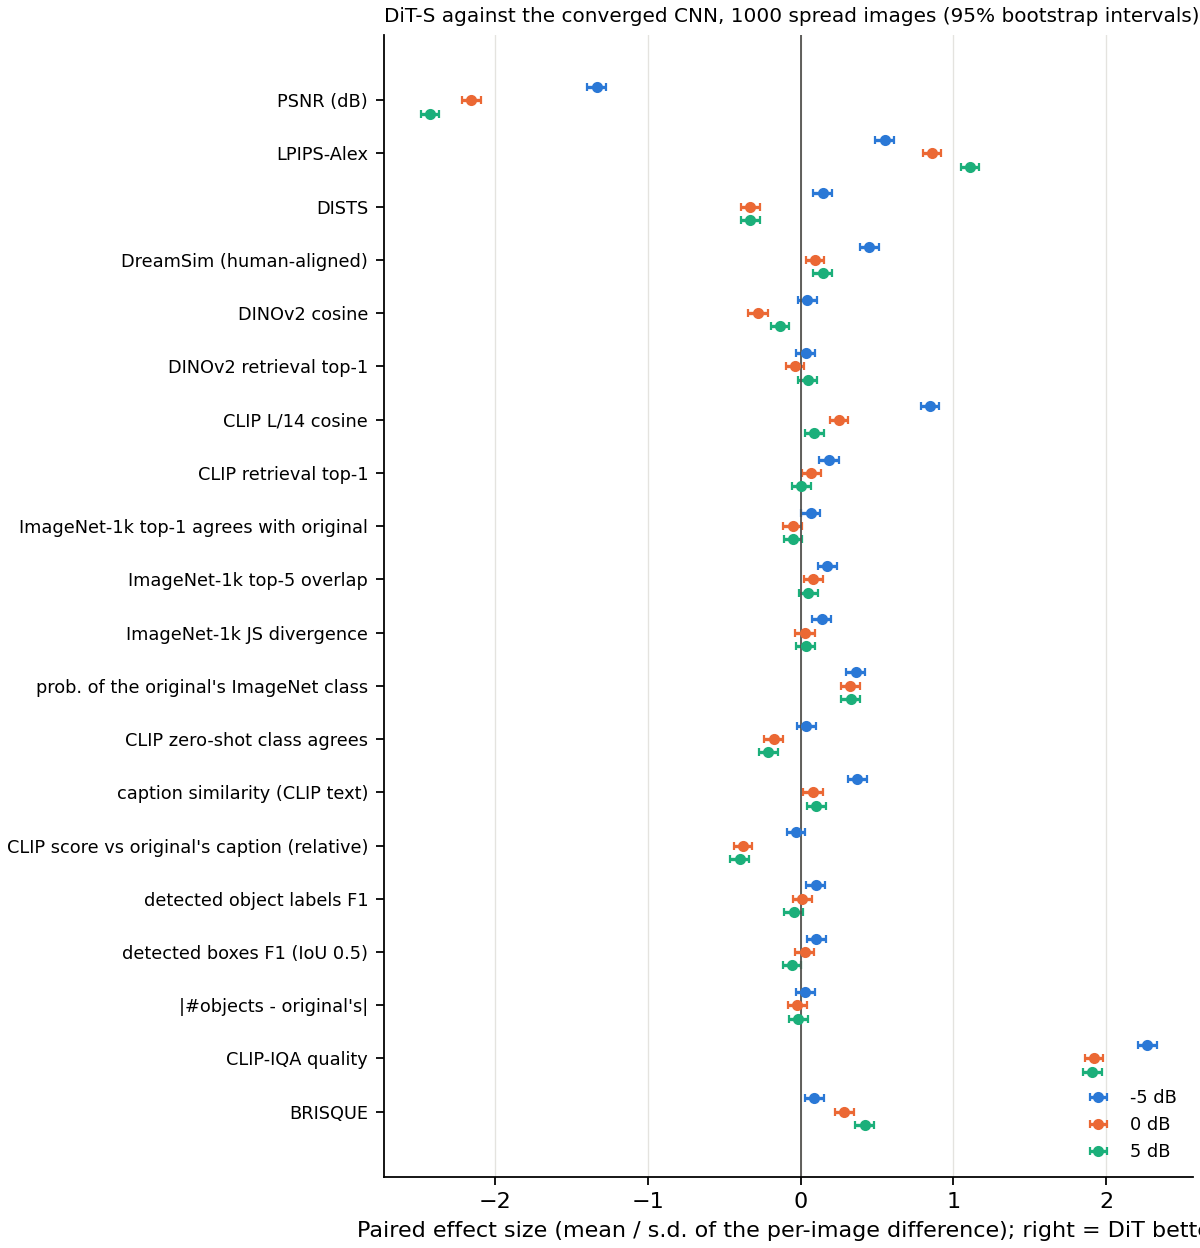 DiT-S against the converged CNN, 1000 spread images (95% bootstrap intervals)
PSNR (dB)
LPIPS-Alex
DISTS
DreamSim (human-aligned)
DINOv2 cosine
DINOv2 retrieval top-1
CLIP L/14 cosine
CLIP retrieval top-1
ImageNet-1k top-1 agrees with original
ImageNet-1k top-5 overlap
ImageNet-1k JS divergence
prob. of the original's ImageNet class
CLIP zero-shot class agrees
caption similarity (CLIP text)
CLIP score vs original's caption (relative)
detected object labels F1
detected boxes F1 (IoU 0.5)
|#objects - original's|
CLIP-IQA quality
BRISQUE
-5 dB
0 dB
5 dB
−2 −1 0 1 2
Paired effect size (mean / s.d. of the per-image difference); right = DiT bette